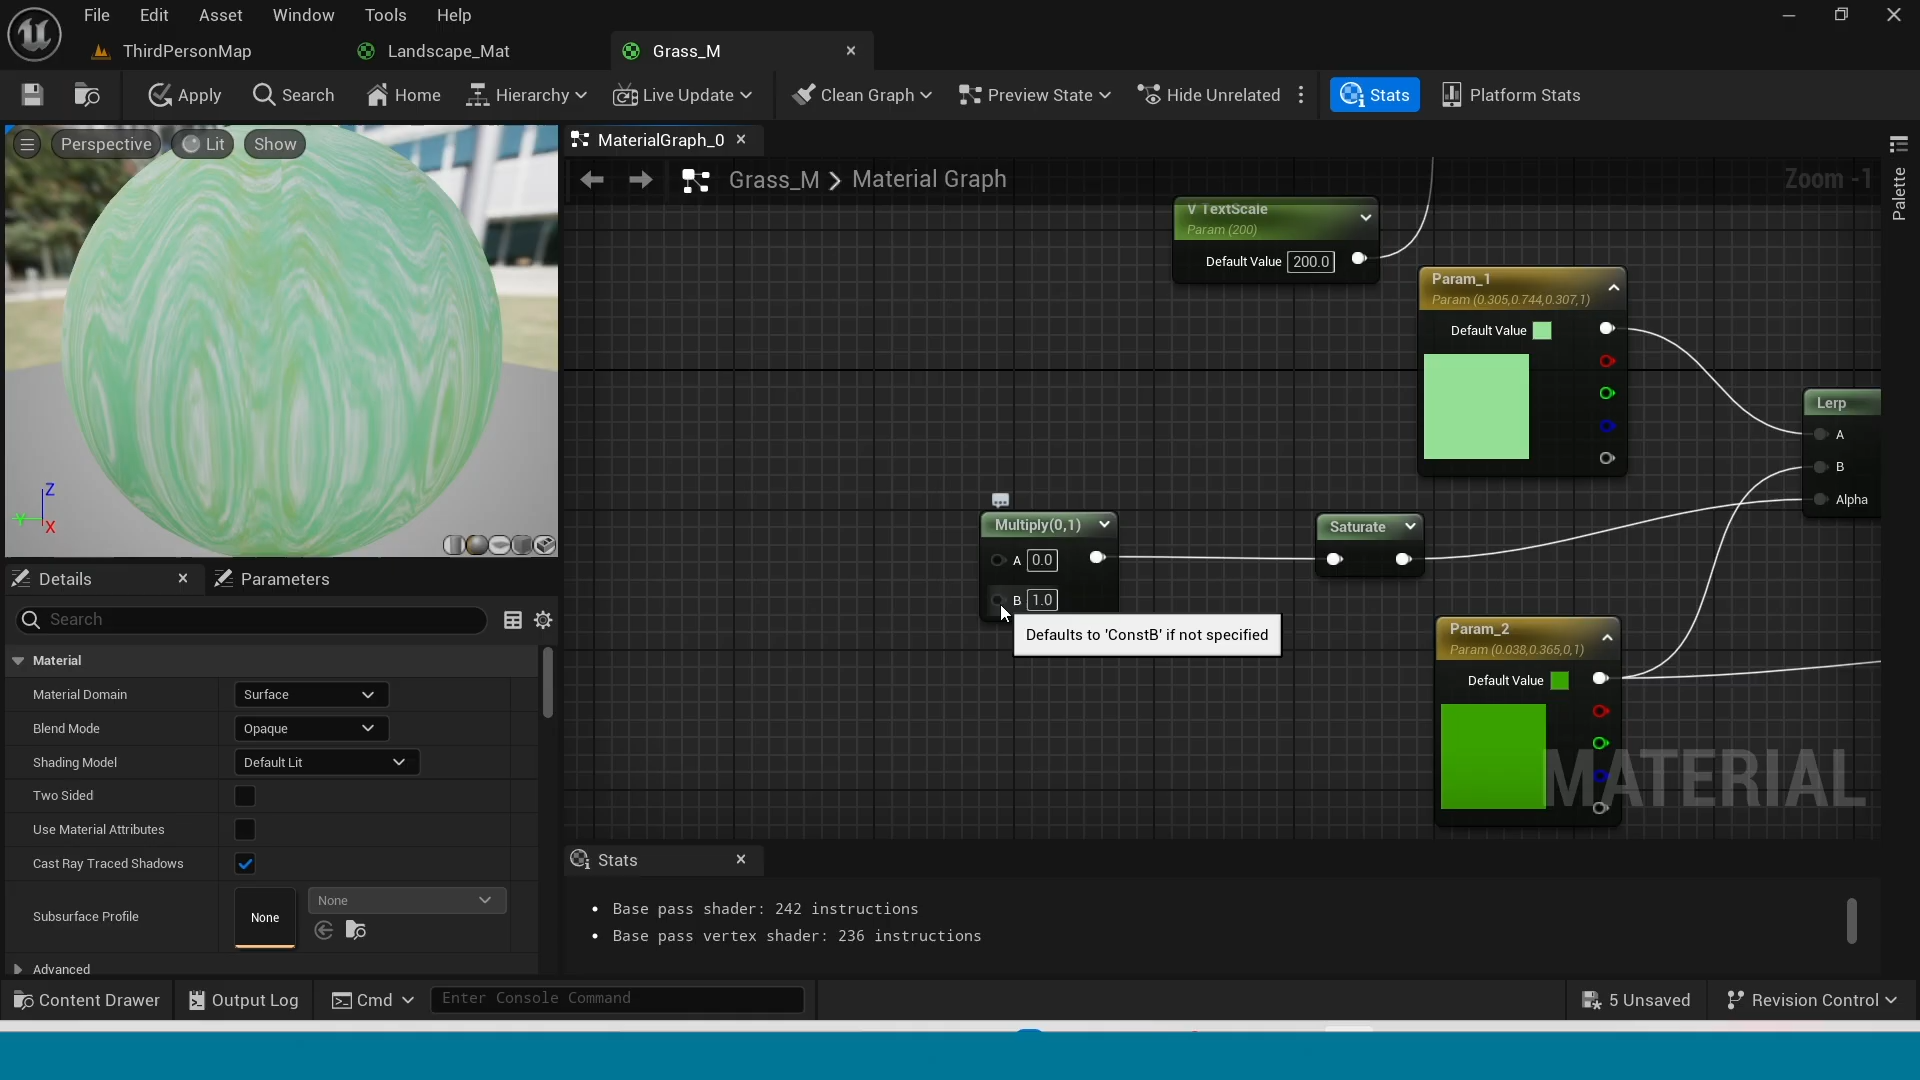 File Edit Asset Window Tools Help
ThirdPersonMap Landscape_Mat Grass_M
Apply Search Home Hierarchy Live Update Clean Graph Preview State Hide Unrelated Stats Platform Stats
Perspective Lit Show
MaterialGraph_0
Grass_M > Material Graph
Zoom -1
Palette
V TextScale
Param (200)
Default Value 200.0
Param_1
Param (0.305,0.744,0.307,1)
Default Value
Lerp
A
B
Alpha
Multiply(0,1)
A 0.0
B 1.0
Saturate
Defaults to 'ConstB' if not specified
Param_2
Param (0.038,0.365,0,1)
Default Value
MATERIAL
Z
Y
X
Details Parameters
Search
Material
Material Domain Surface
Blend Mode Opaque
Shading Model Default Lit
Two Sided
Use Material Attributes
Cast Ray Traced Shadows
Subsurface Profile None None
Advanced
Stats
• Base pass shader: 242 instructions
• Base pass vertex shader: 236 instructions
Content Drawer Output Log Cmd Enter Console Command 5 Unsaved Revision Control